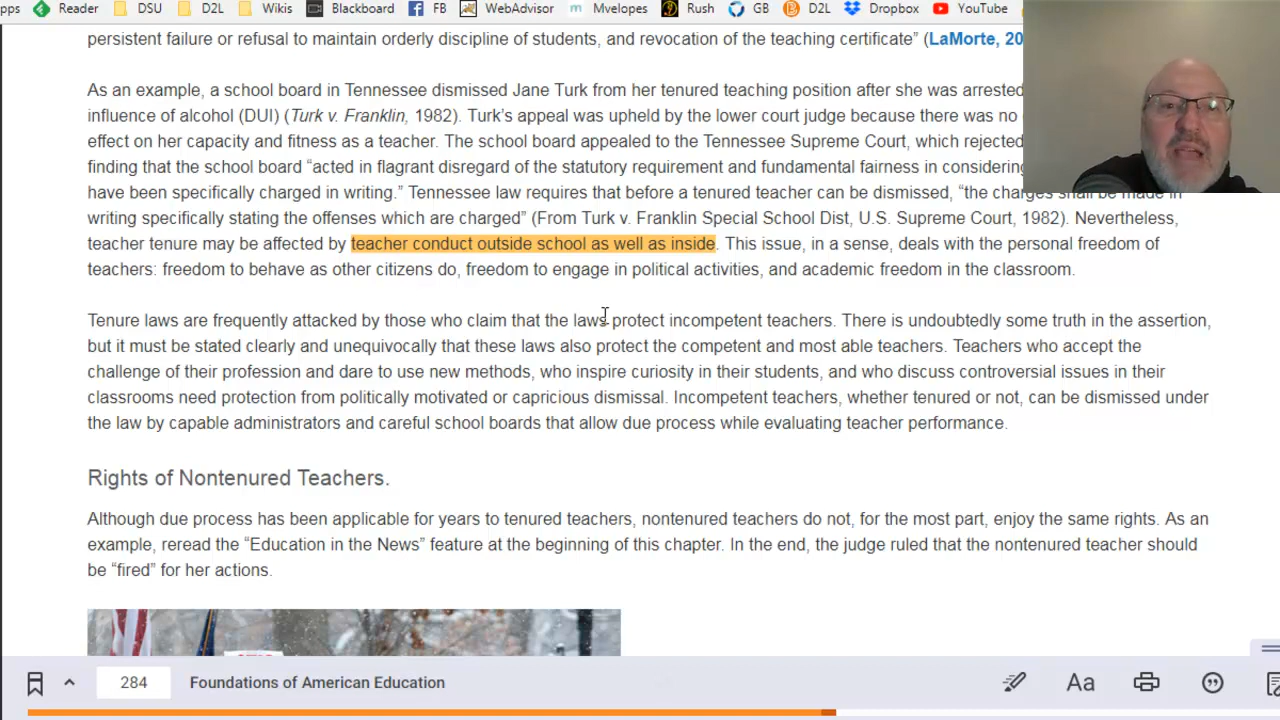 pps Reader DSU D2L Wikis Blackboard FB WebAdvisor Mvelopes Rush GB D2L Dropbox YouTube
persistent failure or refusal to maintain orderly discipline of students, and revocation of the teaching certificate” (LaMorte, 20
As an example, a school board in Tennessee dismissed Jane Turk from her tenured teaching position after she was arrested
influence of alcohol (DUI) (Turk v. Franklin, 1982). Turk’s appeal was upheld by the lower court judge because there was no
effect on her capacity and fitness as a teacher. The school board appealed to the Tennessee Supreme Court, which rejected
finding that the school board “acted in flagrant disregard of the statutory requirement and fundamental fairness in considering
have been specifically charged in writing.” Tennessee law requires that before a tenured teacher can be dismissed, “the charges shall be made in
writing specifically stating the offenses which are charged” (From Turk v. Franklin Special School Dist, U.S. Supreme Court, 1982). Nevertheless,
teacher tenure may be affected by teacher conduct outside school as well as inside. This issue, in a sense, deals with the personal freedom of
teachers: freedom to behave as other citizens do, freedom to engage in political activities, and academic freedom in the classroom.
Tenure laws are frequently attacked by those who claim that the laws protect incompetent teachers. There is undoubtedly some truth in the assertion,
but it must be stated clearly and unequivocally that these laws also protect the competent and most able teachers. Teachers who accept the
challenge of their profession and dare to use new methods, who inspire curiosity in their students, and who discuss controversial issues in their
classrooms need protection from politically motivated or capricious dismissal. Incompetent teachers, whether tenured or not, can be dismissed under
the law by capable administrators and careful school boards that allow due process while evaluating teacher performance.
Rights of Nontenured Teachers.
Although due process has been applicable for years to tenured teachers, nontenured teachers do not, for the most part, enjoy the same rights. As an
example, reread the “Education in the News” feature at the beginning of this chapter. In the end, the judge ruled that the nontenured teacher should
be “fired” for her actions.
284 Foundations of American Education Aa